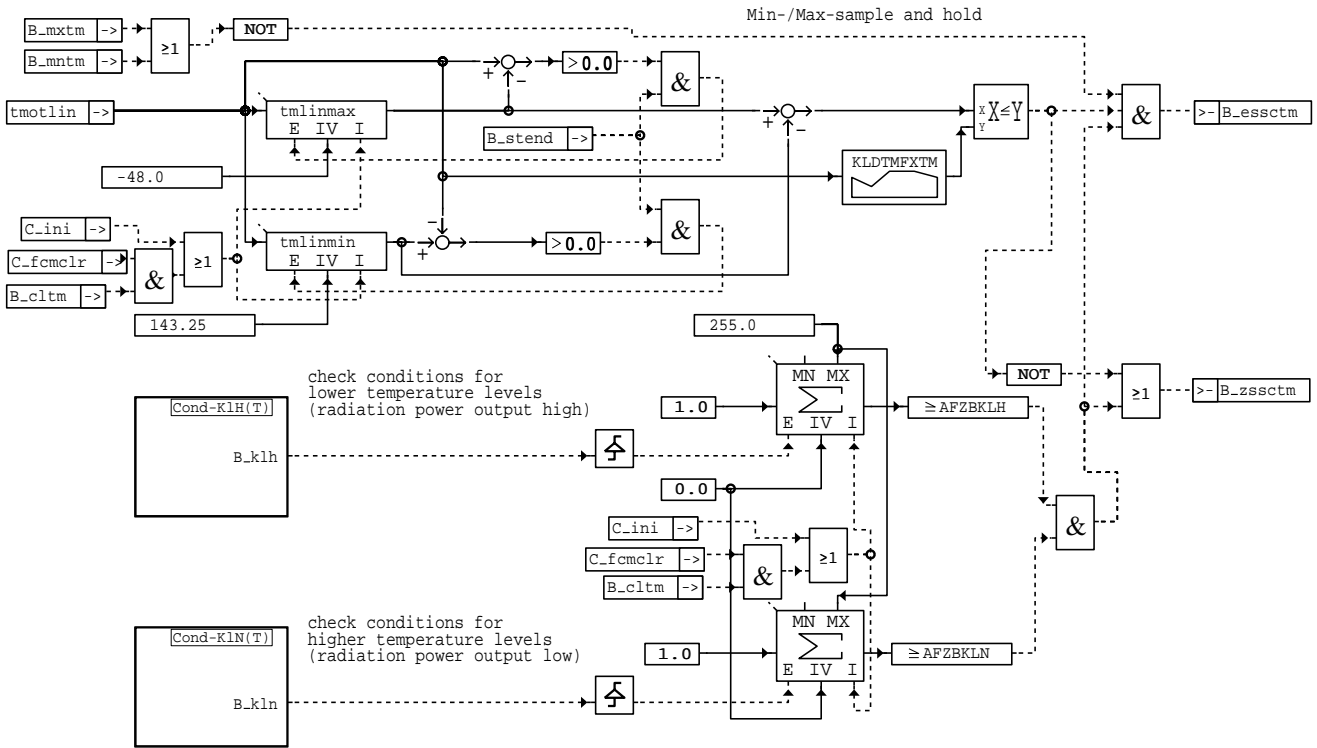 Min-/Max-sample and hold
B_mxtm ->
≥1
NOT
B_mntm ->
+ −
>0.0
&
tmotlin ->
tmlinmax
E IV I
B_stend ->
+ −
X
Y
X≤Y
&
>- B_essctm
-48.0
KLDTMFXTM
C_ini ->
C_fcmclr ->
&
≥1
B_cltm ->
tmlinmin
E IV I
−
+
>0.0
&
143.25
255.0
check conditions for
lower temperature levels
(radiation power output high)
Cond-KlH(T)
B_klh
1.0
MN MX
E IV I
≥AFZBKLH
NOT
≥1
>- B_zssctm
0.0
C_ini ->
C_fcmclr ->
&
≥1
B_cltm ->
&
check conditions for
higher temperature levels
(radiation power output low)
Cond-KlN(T)
B_kln
1.0
MN MX
E IV I
≥AFZBKLN